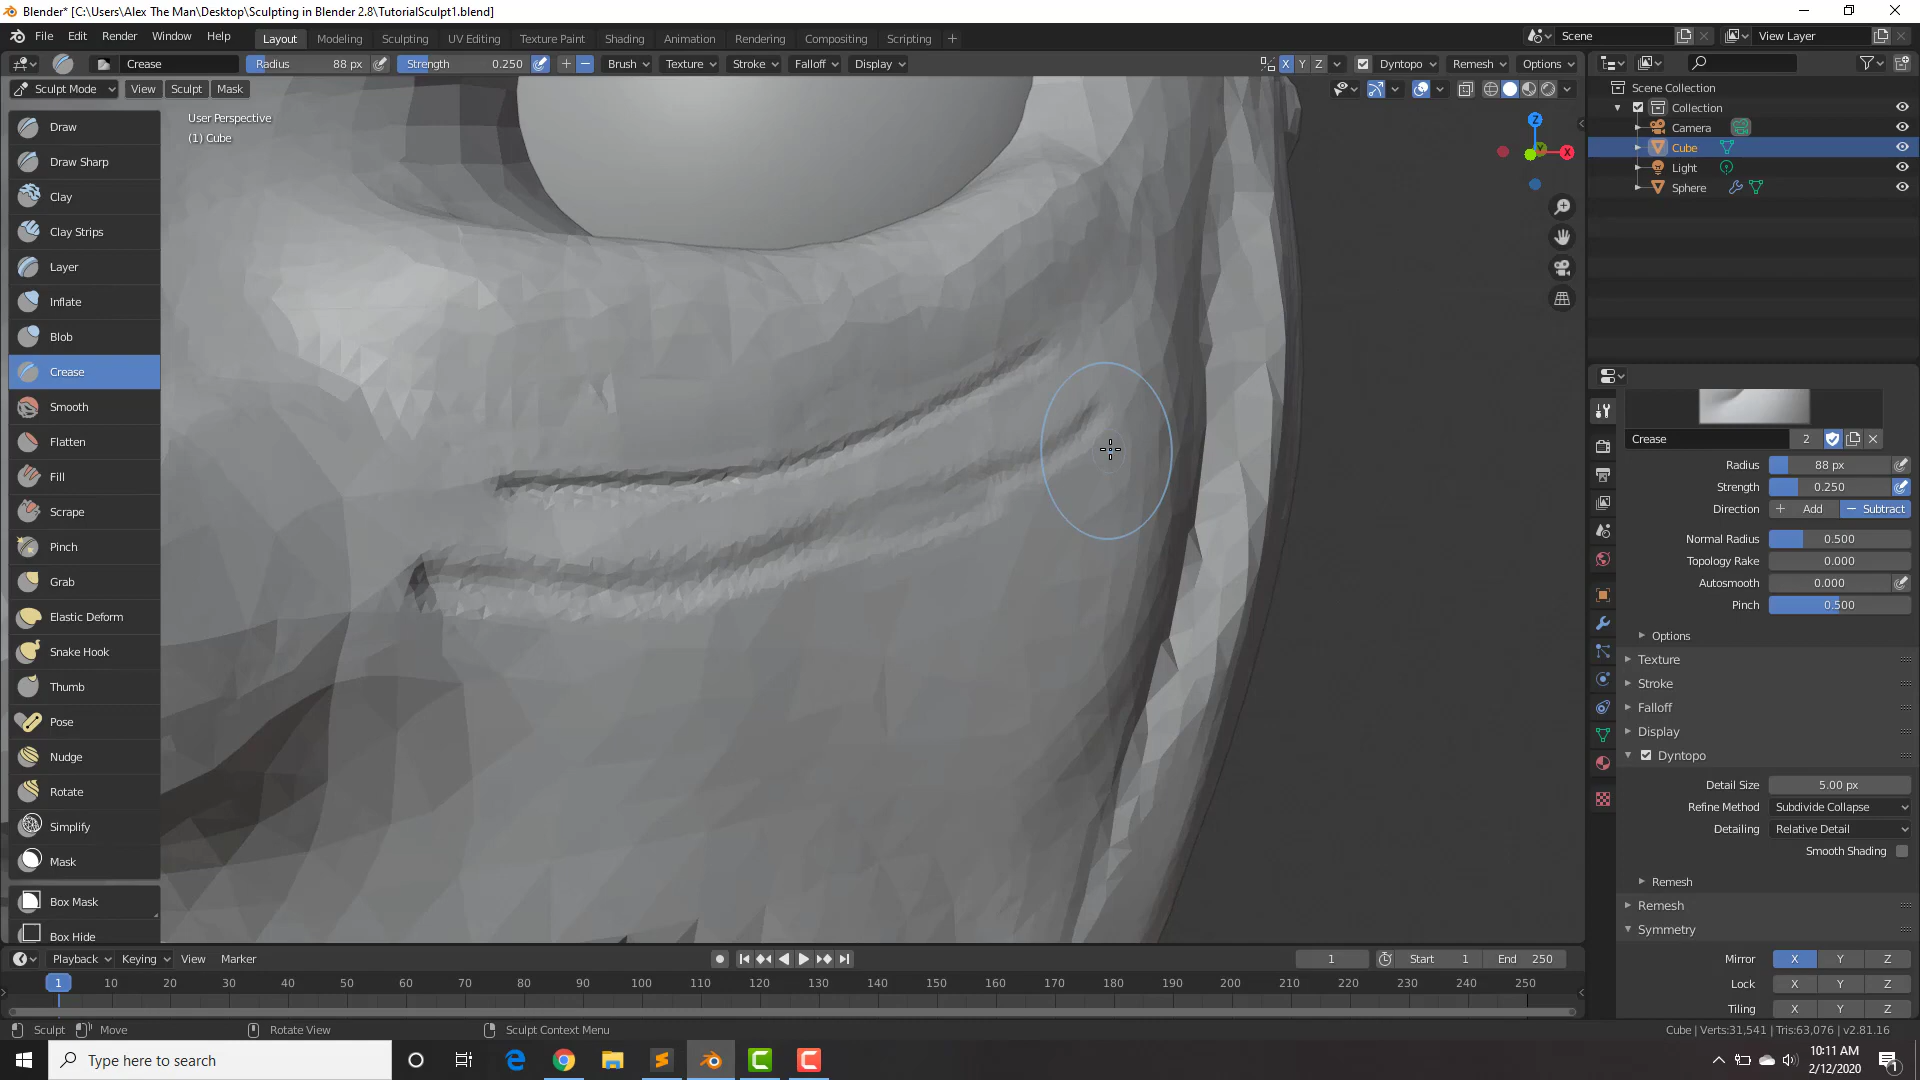 Blender* [C:\Users\Alex The Man\Desktop\Sculpting in Blender 2.8\TutorialSculpt1.blend]
File Edit Render Window Help Layout Modeling Sculpting UV Editing Texture Paint Shading Animation Rendering Compositing Scripting + Scene View Layer
Crease Radius 88 px Strength 0.250 + − Brush Texture Stroke Falloff Display X Y Z Dyntopo Remesh Options
Sculpt Mode View Sculpt Mask
User Perspective
(1) Cube
Z
X
Y
Draw
Draw Sharp
Clay
Clay Strips
Layer
Inflate
Blob
Crease
Smooth
Flatten
Fill
Scrape
Pinch
Grab
Elastic Deform
Snake Hook
Thumb
Pose
Nudge
Rotate
Simplify
Mask
Box Mask
Box Hide
Scene Collection
Collection
Camera
Cube
Light
Sphere
Crease 2
Radius 88 px
Strength 0.250
Direction + Add − Subtract
Normal Radius 0.500
Topology Rake 0.000
Autosmooth 0.000
Pinch 0.500
Options
Texture
Stroke
Falloff
Display
Dyntopo
Detail Size 5.00 px
Refine Method Subdivide Collapse
Detailing Relative Detail
Smooth Shading
Remesh
Remesh
Symmetry
Mirror X Y Z
Lock X Y Z
Tiling X Y Z
Playback Keying View Marker 1 Start 1 End 250
1 10 20 30 40 50 60 70 80 90 100 110 120 130 140 150 160 170 180 190 200 210 220 230 240 250
Sculpt Move Rotate View Sculpt Context Menu Cube | Verts:31,541 | Tris:63,076 | v2.81.16
Type here to search
10:11 AM
2/12/2020
1